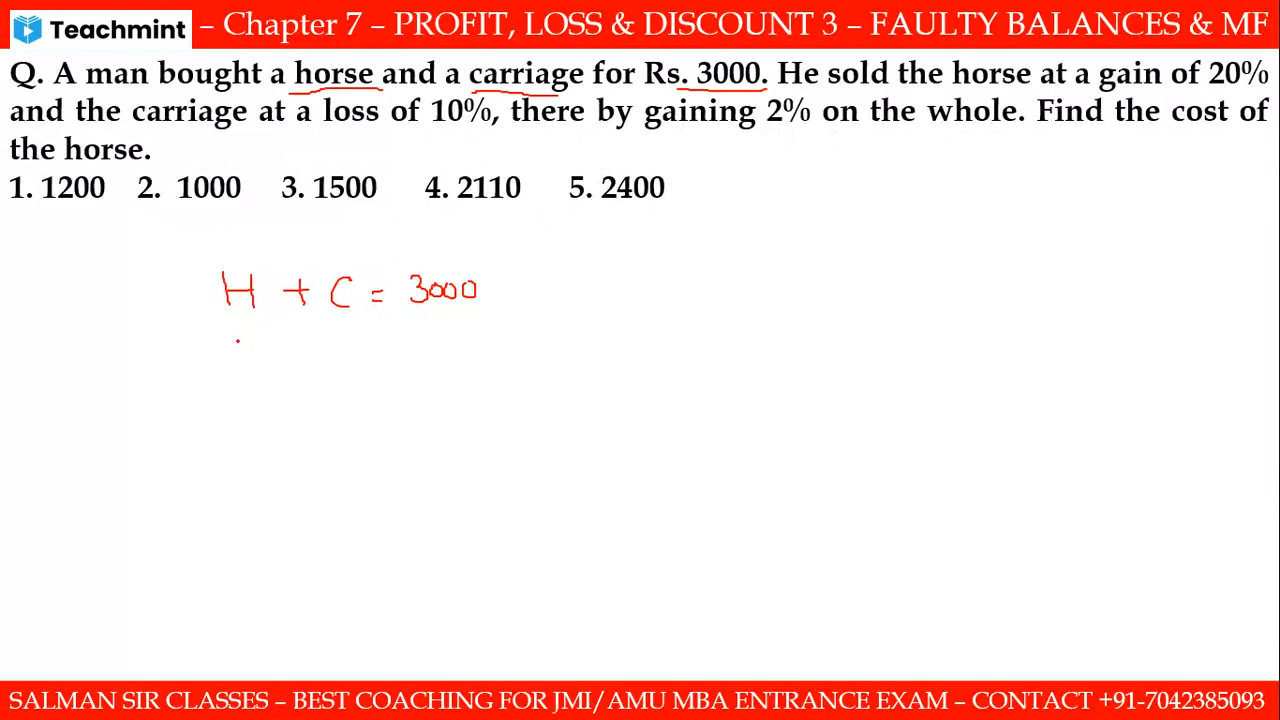 Teachmint – Chapter 7 – PROFIT, LOSS & DISCOUNT 3 – FAULTY BALANCES & MF
Q. A man bought a horse and a carriage for Rs. 3000. He sold the horse at a gain of 20%
and the carriage at a loss of 10%, there by gaining 2% on the whole. Find the cost of
the horse.
1. 1200 2. 1000 3. 1500 4. 2110 5. 2400
H + C = 3000
SALMAN SIR CLASSES – BEST COACHING FOR JMI/AMU MBA ENTRANCE EXAM – CONTACT +91-7042385093